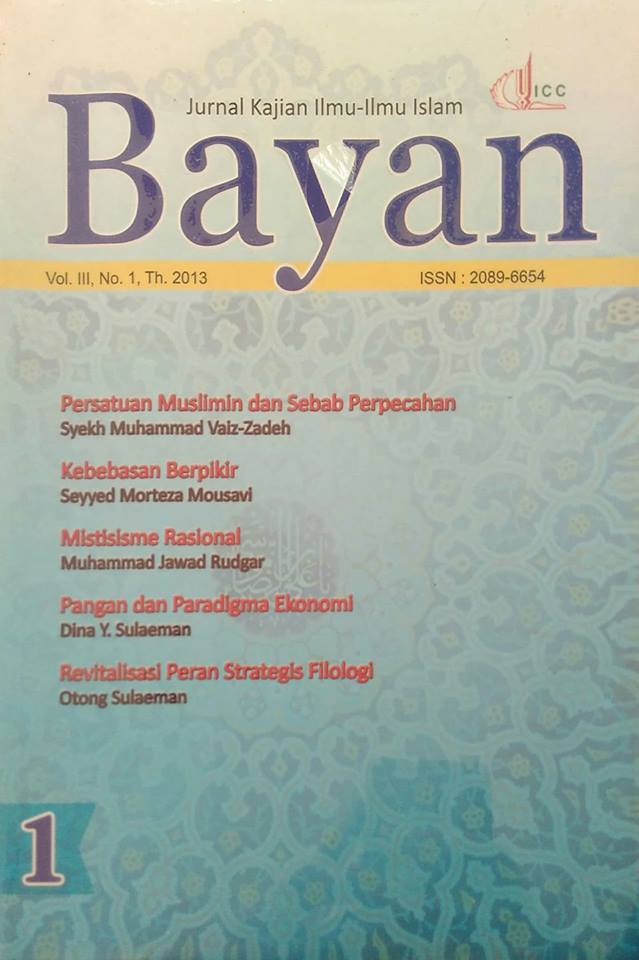 ICC
Jurnal Kajian Ilmu-Ilmu Islam
Bayan
Vol. III, No. 1, Th. 2013
ISSN : 2089-6654
Persatuan Muslimin dan Sebab Perpecahan
Syekh Muhammad Vaiz-Zadeh
Kebebasan Berpikir
Seyyed Morteza Mousavi
Mistisisme Rasional
Muhammad Jawad Rudgar
Pangan dan Paradigma Ekonomi
Dina Y. Sulaeman
Revitalisasi Peran Strategis Filologi
Otong Sulaeman
1